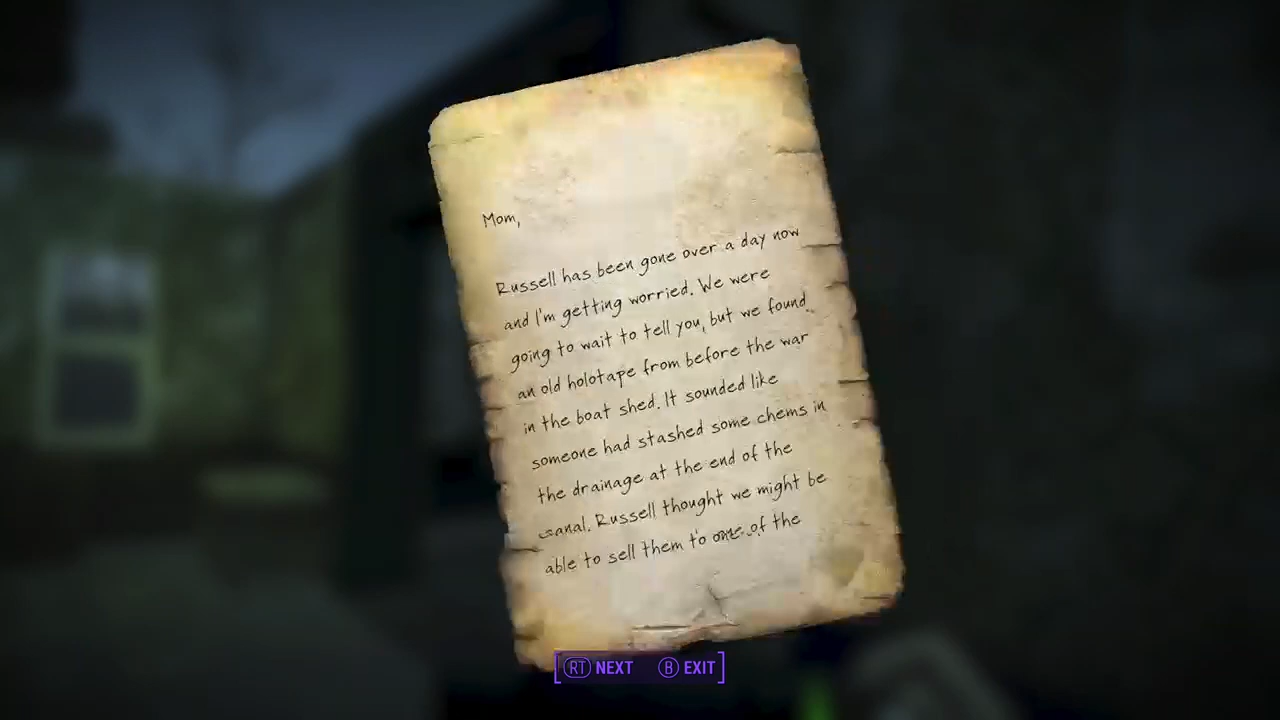 Mom,
Russell has been gone over a day now
and I'm getting worried. We were
going to wait to tell you, but we found
an old holotape from before the war
in the boat shed. It sounded like
someone had stashed some chems in
the drainage at the end of the
canal. Russell thought we might be
able to sell them to one of the
RT NEXT B EXIT